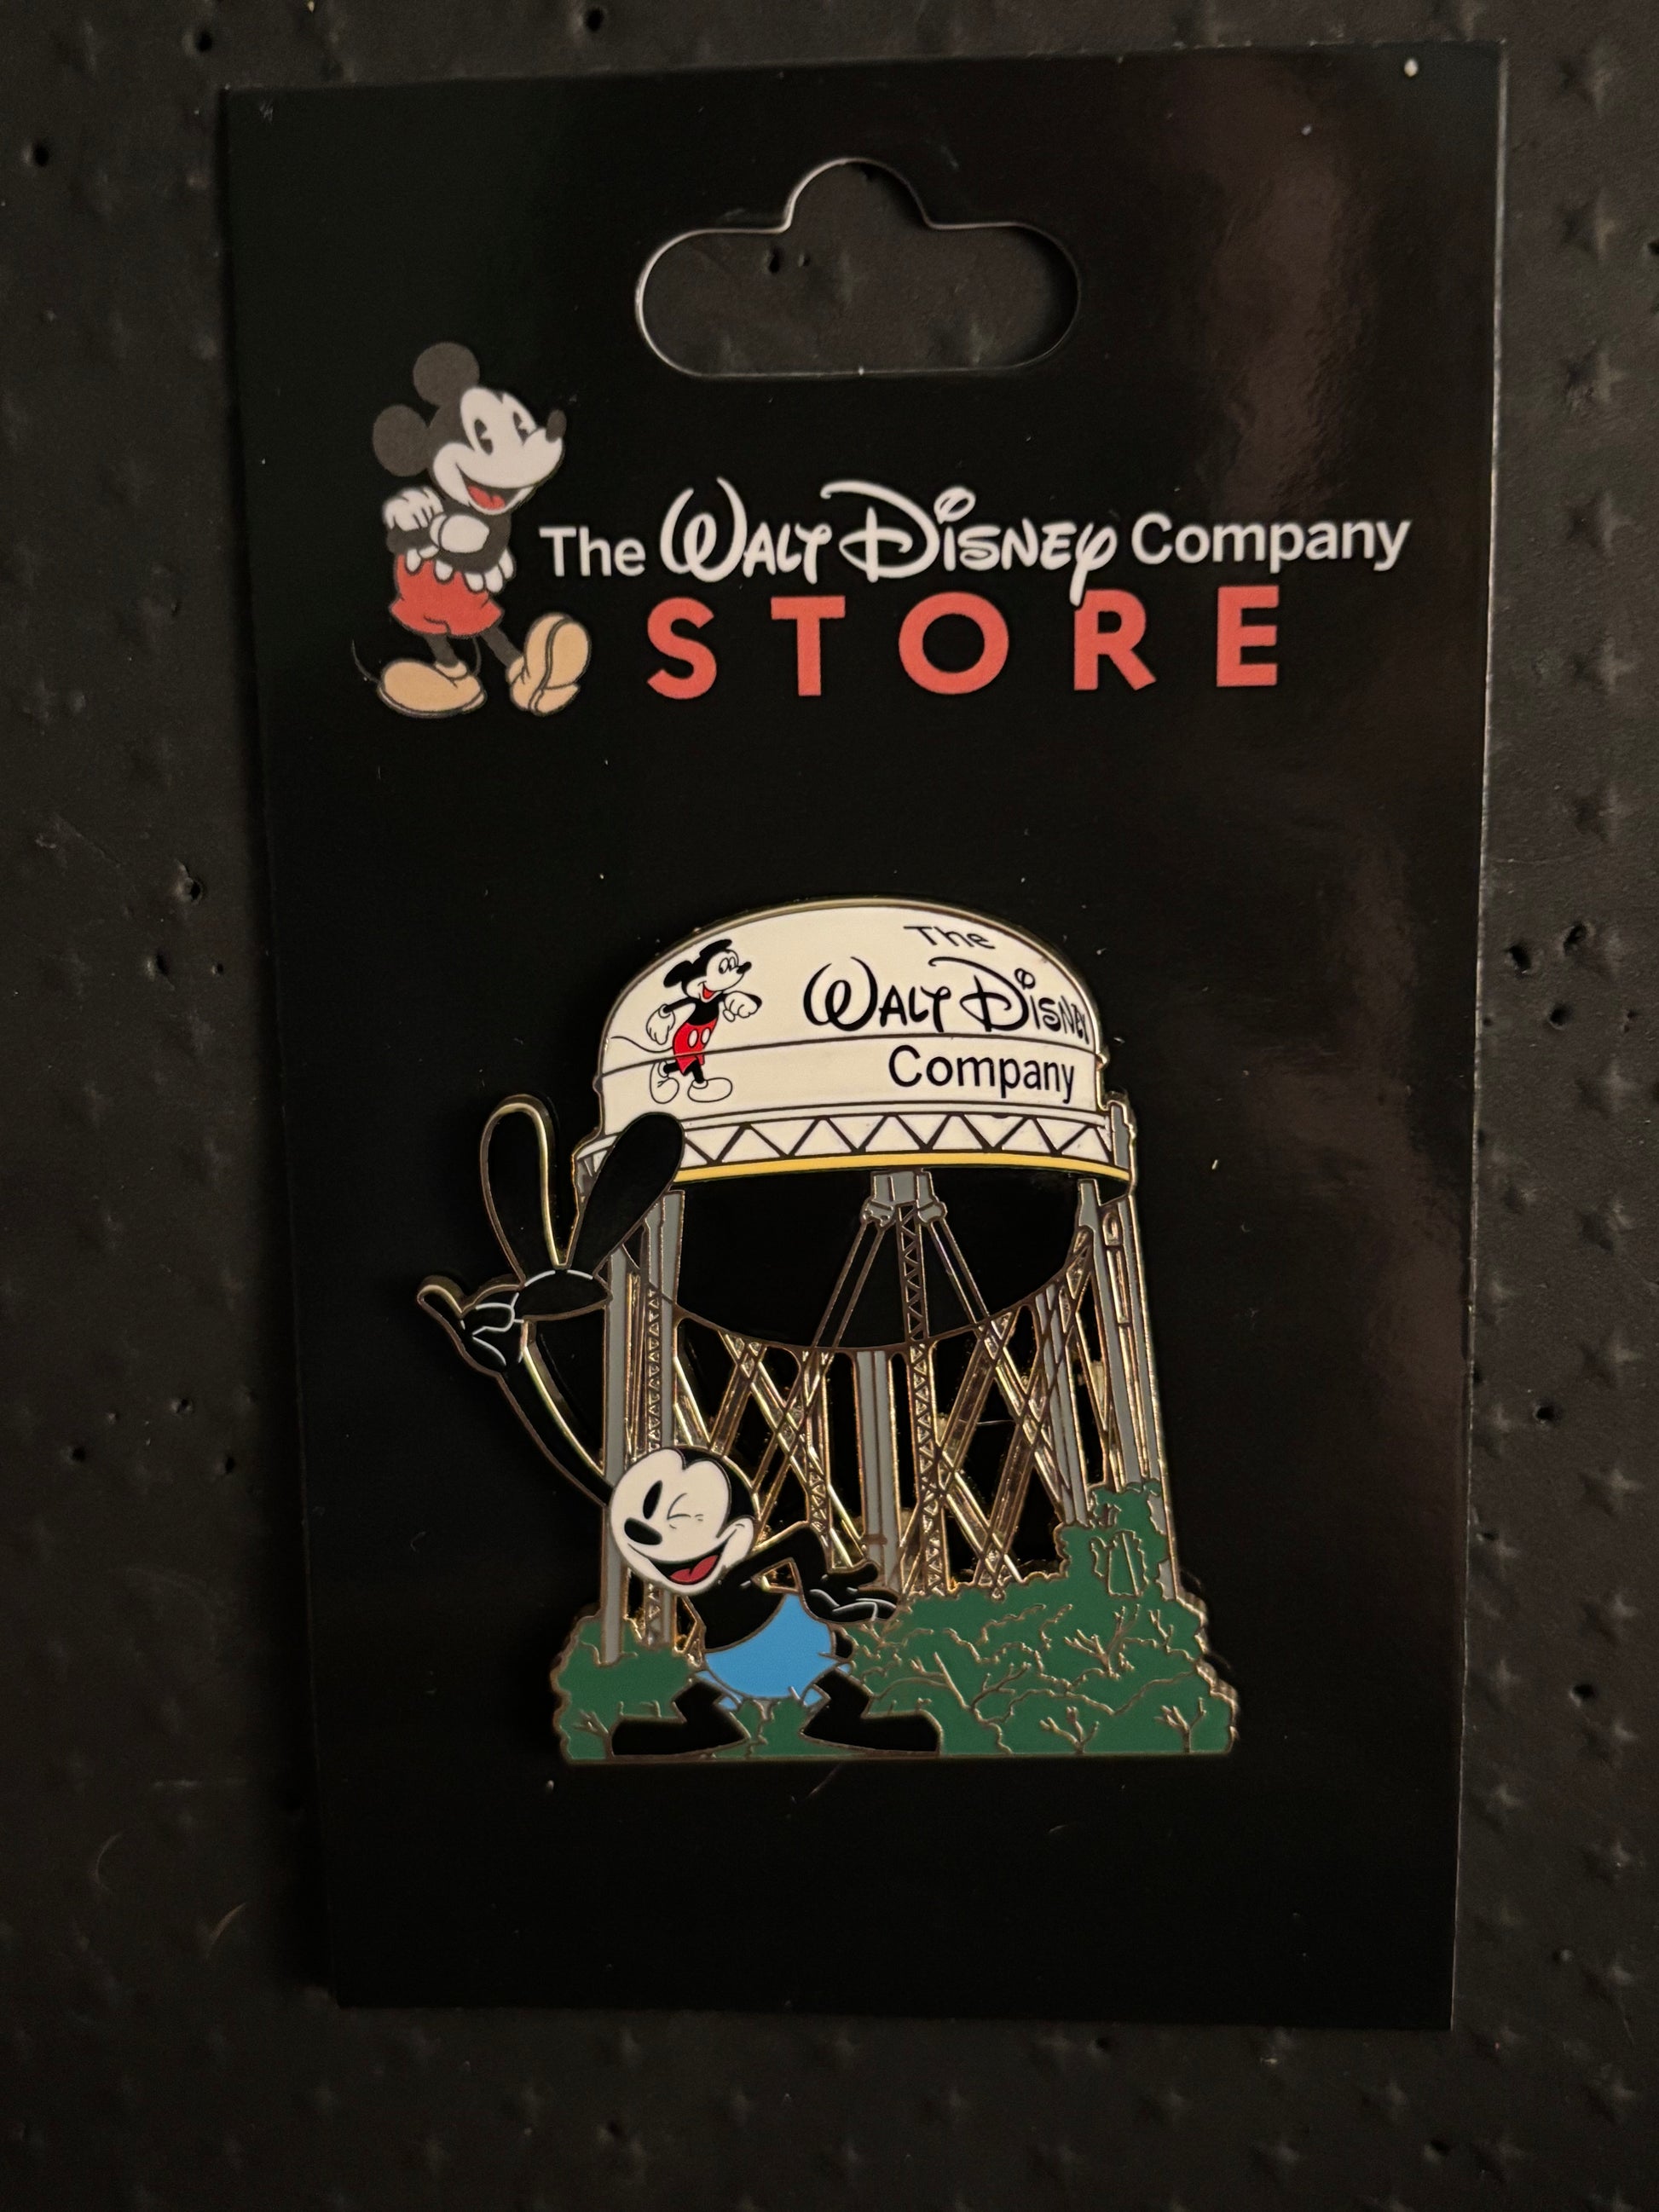 The Walt Disney Company
STORE
The
Walt Disney
Company